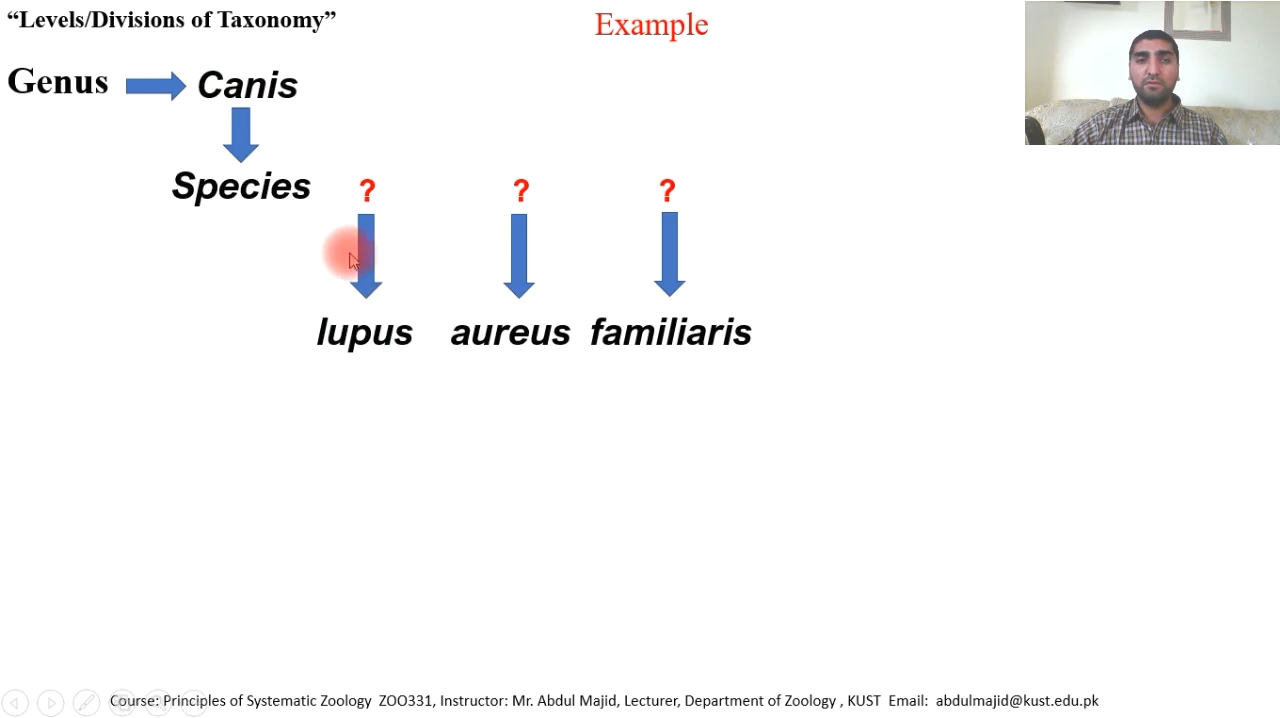 “Levels/Divisions of Taxonomy”
Example
Genus Canis
Species ? ? ?
lupus aureus familiaris
Course: Principles of Systematic Zoology ZOO331, Instructor: Mr. Abdul Majid, Lecturer, Department of Zoology , KUST Email: abdulmajid@kust.edu.pk